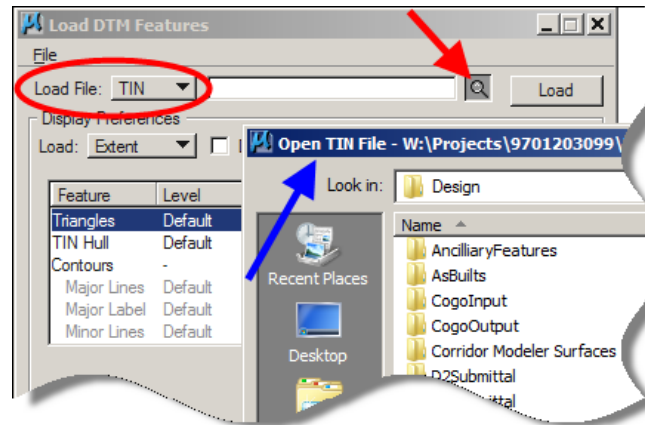 Load DTM Features
File
Load File: TIN
Load
Display Preferences
Load: Extent
Open TIN File - W:\Projects\9701203099\
Look in: Design
Feature Level
Triangles Default
TIN Hull Default
Contours -
Major Lines Default
Major Label Default
Minor Lines Default
Recent Places
Desktop
Name
AncilliaryFeatures
AsBuilts
CogoInput
CogoOutput
Corridor Modeler Surfaces
D2Submittal